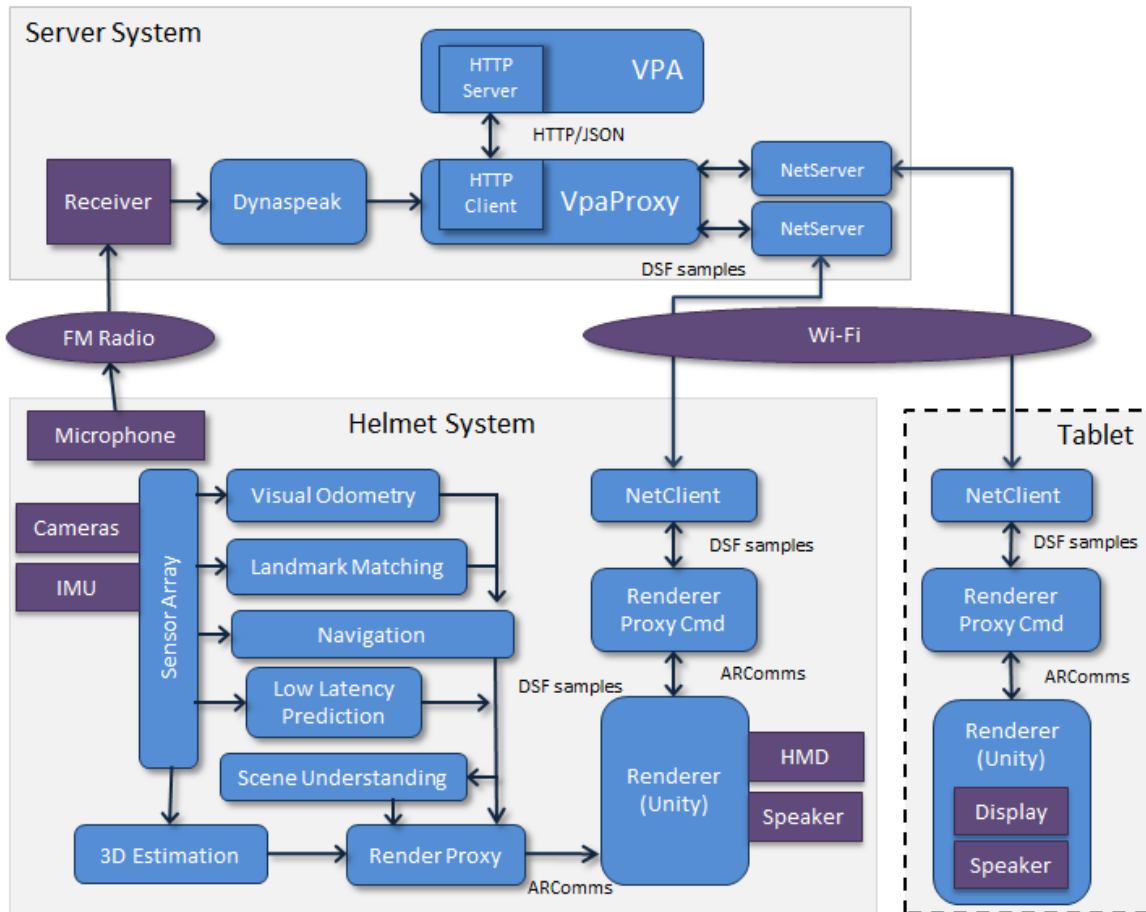 Server System
HTTP
Server
VPA
HTTP/JSON
Receiver
Dynaspeak
HTTP
Client
VpaProxy
NetServer
NetServer
DSF samples
FM Radio
Wi-Fi
Microphone
Helmet System
Tablet
Cameras
IMU
Sensor Array
Visual Odometry
Landmark Matching
Navigation
Low Latency
Prediction
Scene Understanding
3D Estimation
Render Proxy
DSF samples
ARComms
NetClient
DSF samples
Renderer
Proxy Cmd
ARComms
Renderer
(Unity)
HMD
Speaker
NetClient
DSF samples
Renderer
Proxy Cmd
ARComms
Renderer
(Unity)
Display
Speaker